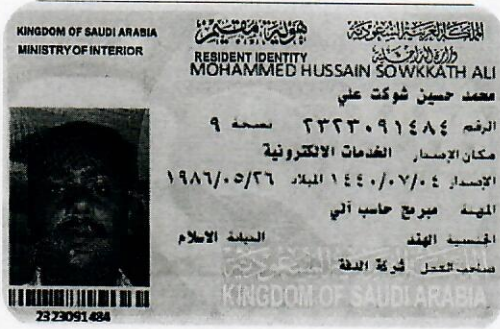 KINGDOM OF SAUDI ARABIA
MINISTRY OF INTERIOR
هوية مقيم
المملكة العربية السعودية
وزارة الداخلية
RESIDENT IDENTITY
MOHAMMED HUSSAIN SOWKKATH ALI
محمد حسين شوكت علي
الرقم ٢٣٢٣٠٩١٤٨٤ نسخة ٩
مكان الإصدار الخدمات الالكترونية
الإصدار ١٤٤٠/٠٧/٠٤ الميلاد ١٩٨٦/٠٥/٢٦
المهنة مبرمج حاسب آلي
الجنسية الهند الديانة الاسلام
صاحب العمل شركة الدقة
KINGDOM OF SAUDI ARABIA
2323091484